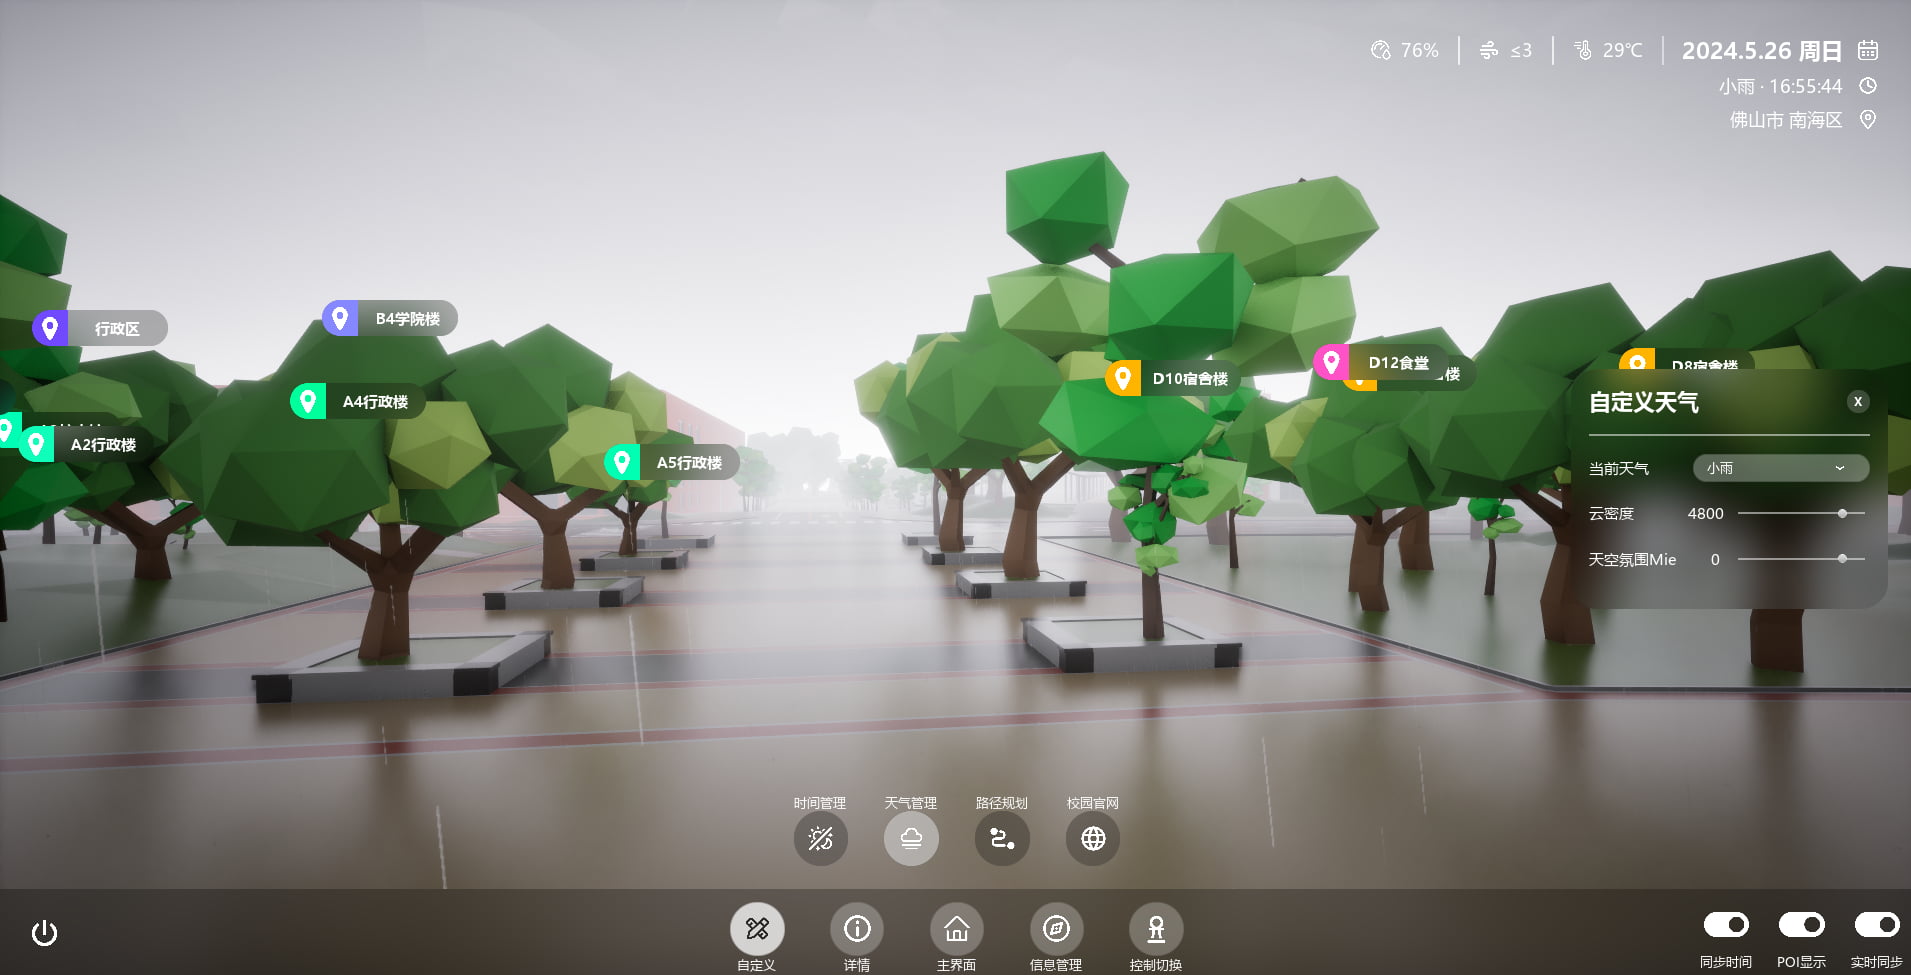 76% ≤3 29℃ 2024.5.26 周日
小雨 · 16:55:44
佛山市 南海区
行政区
B4学院楼
A4行政楼
A2行政楼
A5行政楼
D10宿舍楼
D12食堂
楼
D8宿舍楼
自定义天气 X
当前天气 小雨
云密度 4800
天空氛围Mie 0
时间管理 天气管理 路径规划 校园官网
自定义 详情 主界面 信息管理 控制切换
同步时间 POI显示 实时同步